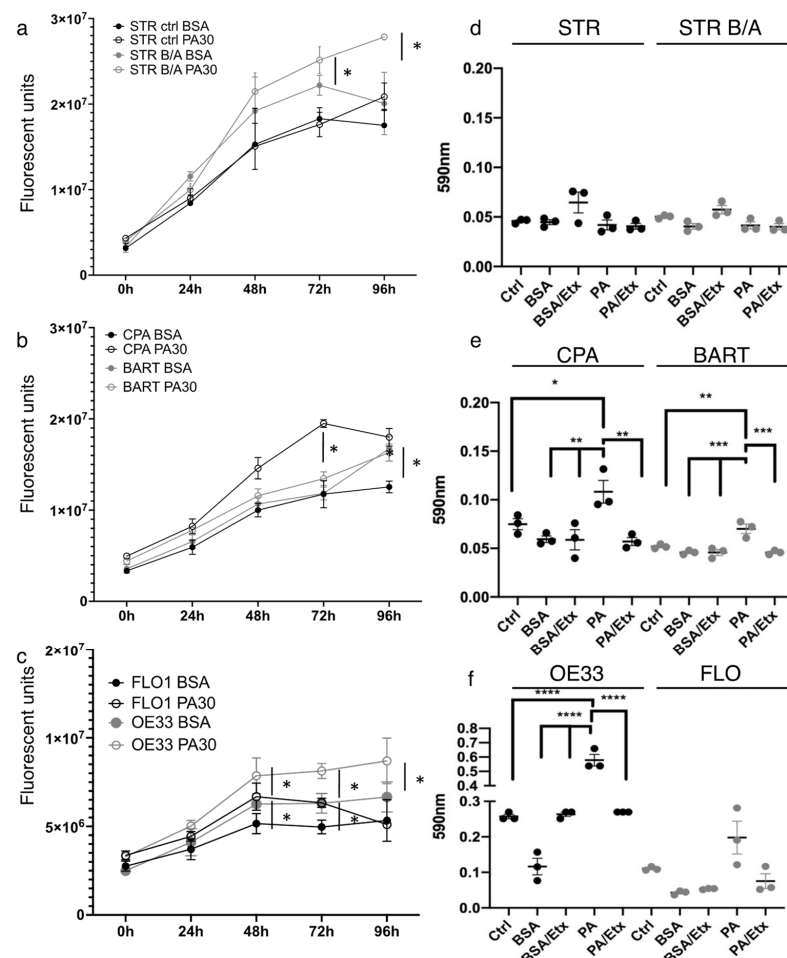 a
STR ctrl BSA
STR ctrl PA30
STR B/A BSA
STR B/A PA30
Fluorescent units
3×10⁷
2×10⁷
1×10⁷
0
0h 24h 48h 72h 96h
*
*
b
CPA BSA
CPA PA30
BART BSA
BART PA30
Fluorescent units
3×10⁷
2×10⁷
1×10⁷
0
0h 24h 48h 72h 96h
*
*
*
c
FLO1 BSA
FLO1 PA30
OE33 BSA
OE33 PA30
Fluorescent units
2×10⁷
1×10⁷
5×10⁶
0
0h 24h 48h 72h 96h
*
*
*
*
*
d
STR STR B/A
590nm
0.20
0.15
0.10
0.05
0.00
Ctrl BSA BSA/Etx PA PA/Etx Ctrl BSA BSA/Etx PA PA/Etx
e
CPA BART
590nm
0.20
0.15
0.10
0.05
0.00
* ** ** ** *** ***
Ctrl BSA BSA/Etx PA PA/Etx Ctrl BSA BSA/Etx PA PA/Etx
f
OE33 FLO
590nm
0.8
0.7
0.6
0.5
0.4
0.3
0.2
0.1
0.0
**** **** ****
Ctrl BSA BSA/Etx PA PA/Etx Ctrl BSA BSA/Etx PA PA/Etx